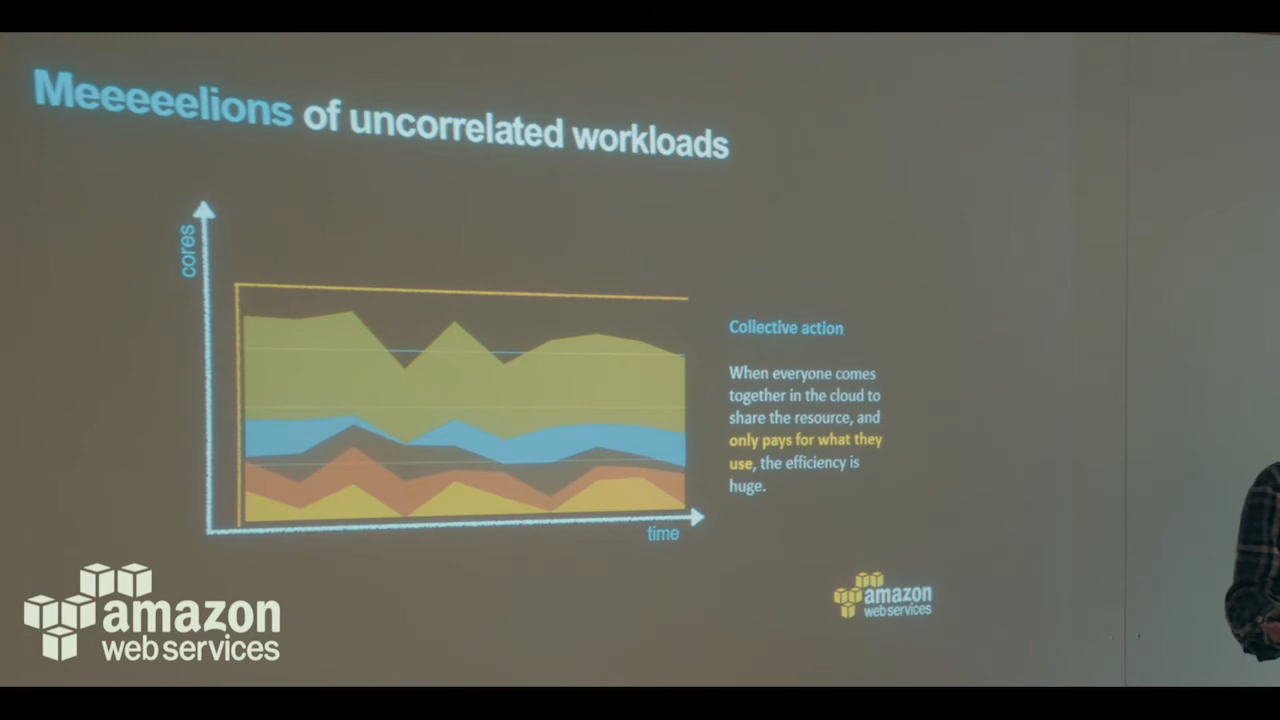 Meeeeelions of uncorrelated workloads
cores
Collective action
When everyone comes
together in the cloud to
share the resource, and
only pays for what they
use, the efficiency is
huge.
time
amazon
web services
amazon
web services